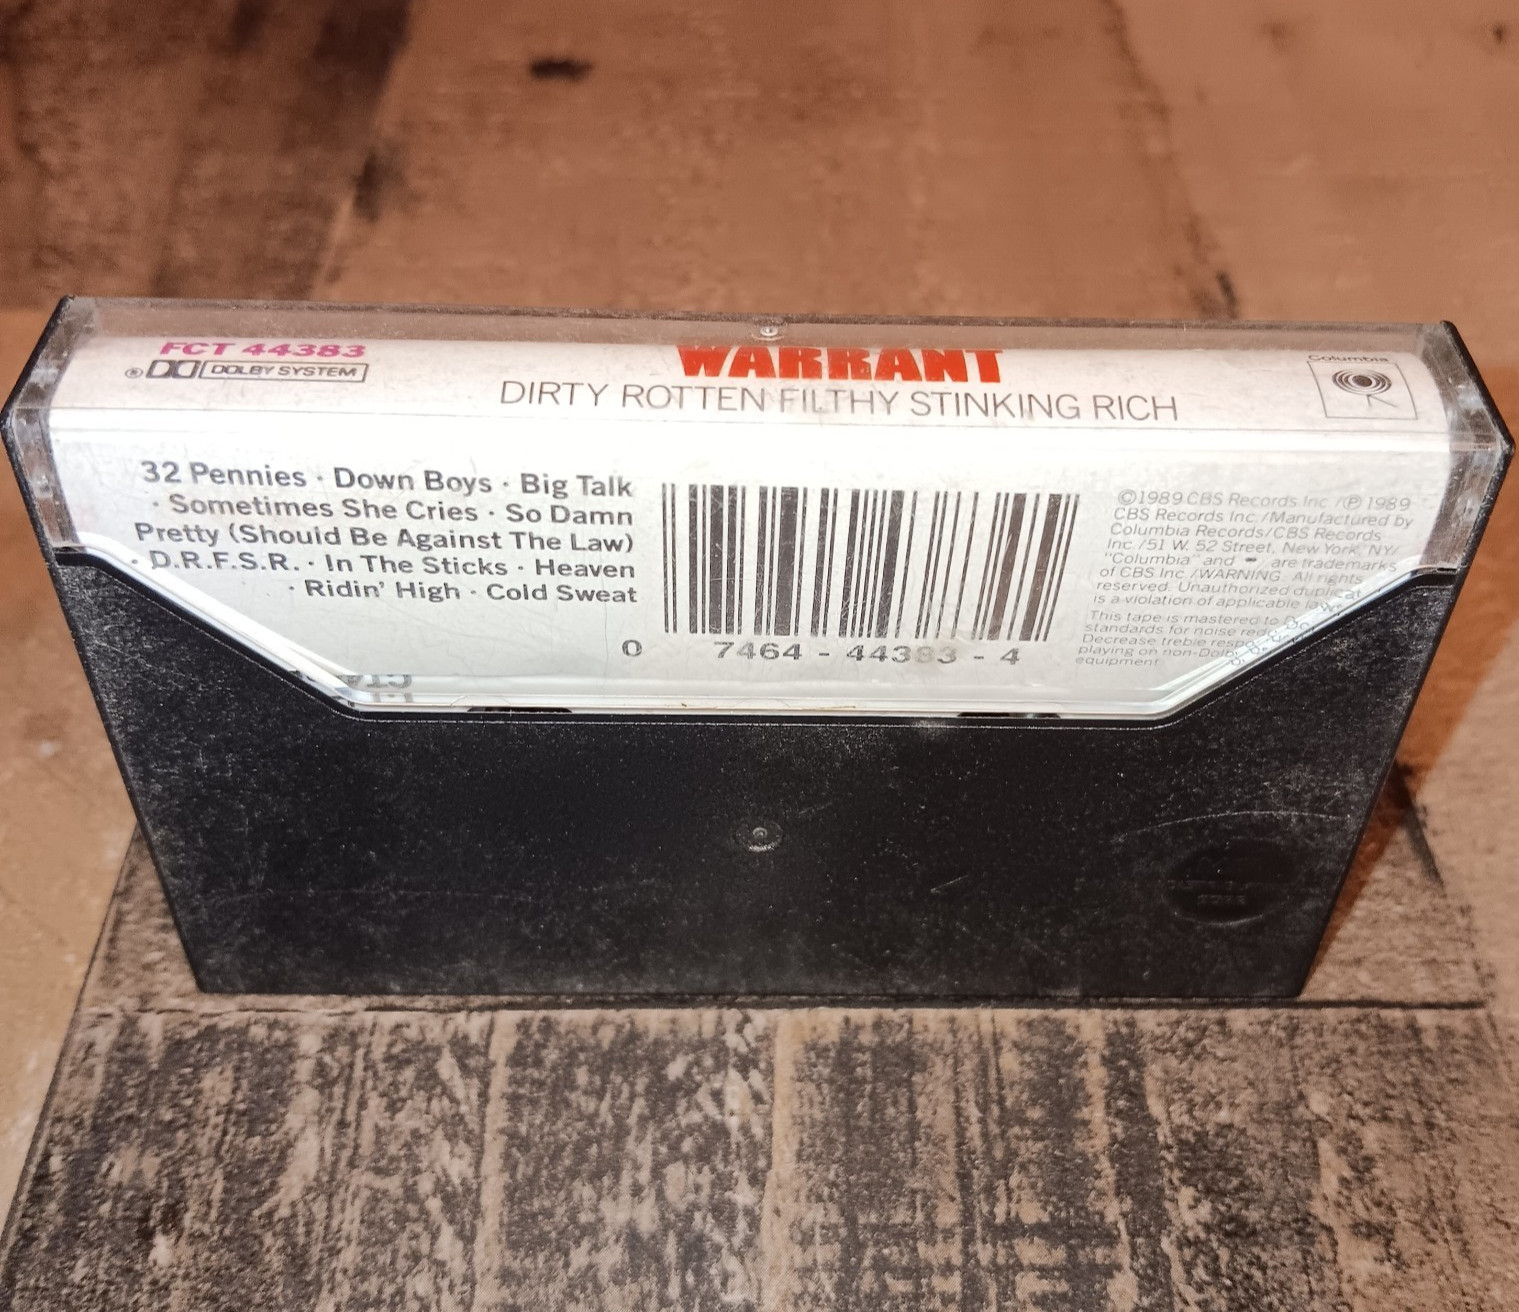 FCT 44383
® DOLBY SYSTEM
WARRANT
DIRTY ROTTEN FILTHY STINKING RICH
Columbia
32 Pennies · Down Boys · Big Talk
· Sometimes She Cries · So Damn
Pretty (Should Be Against The Law)
· D.R.F.S.R. · In The Sticks · Heaven
· Ridin' High · Cold Sweat
0 7464 - 44383 - 4
©1989 CBS Records Inc./℗ 1989
CBS Records Inc./Manufactured by
Columbia Records/CBS Records
Inc./51 W. 52 Street, New York, NY/
"Columbia" and are trademarks
of CBS Inc./WARNING: All rights
reserved. Unauthorized duplicat
is a violation of applicable laws.
This tape is mastered to
standards for noise
Decrease treble
playing on non-Dolby
equipment.